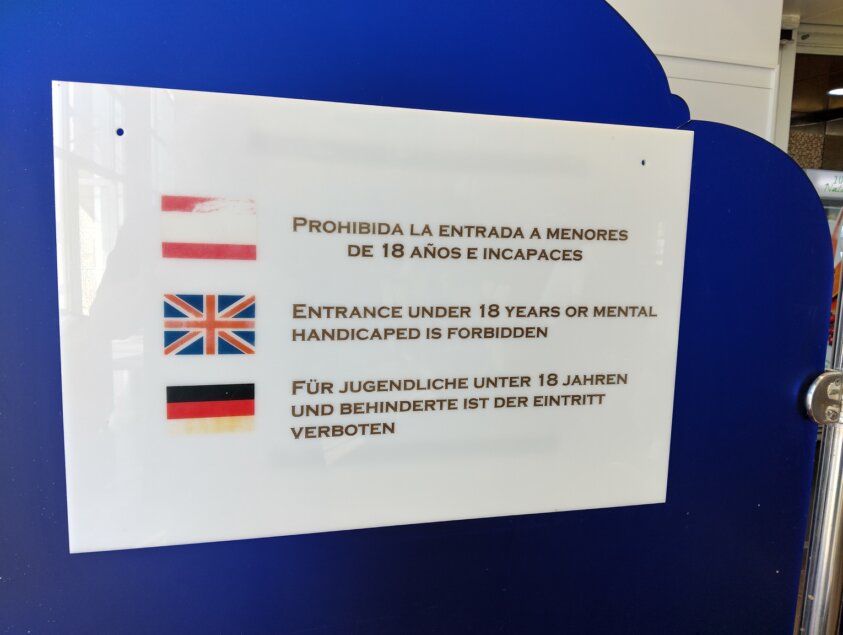 PROHIBIDA LA ENTRADA A MENORES
DE 18 AÑOS E INCAPACES
ENTRANCE UNDER 18 YEARS OR MENTAL
HANDICAPED IS FORBIDDEN
FÜR JUGENDLICHE UNTER 18 JAHREN
UND BEHINDERTE IST DER EINTRITT
VERBOTEN